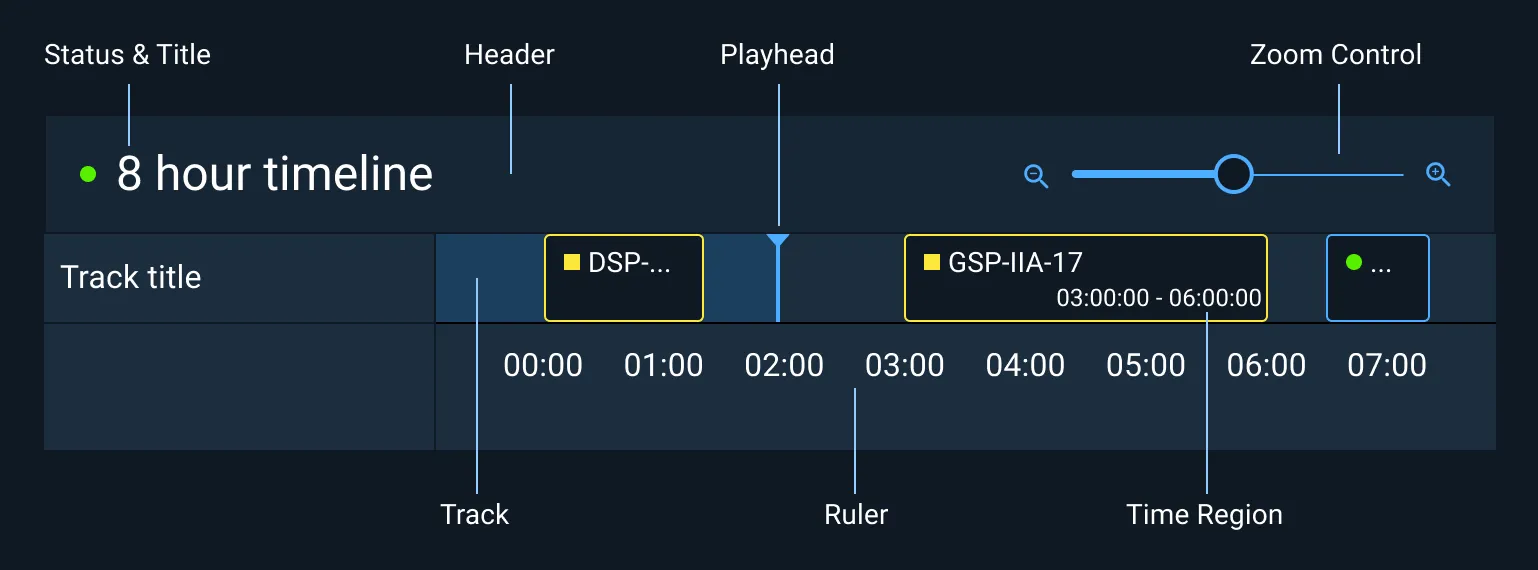 Status & Title
Header
Playhead
Zoom Control
8 hour timeline
Track title
DSP-...
GSP-IIA-17
...
03:00:00 - 06:00:00
00:00 01:00 02:00 03:00 04:00 05:00 06:00 07:00
Track
Ruler
Time Region